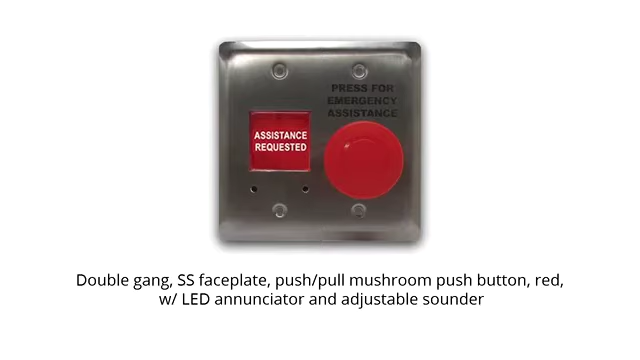 PRESS FOR
EMERGENCY
ASSISTANCE
ASSISTANCE
REQUESTED
Double gang, SS faceplate, push/pull mushroom push button, red,
w/ LED annunciator and adjustable sounder